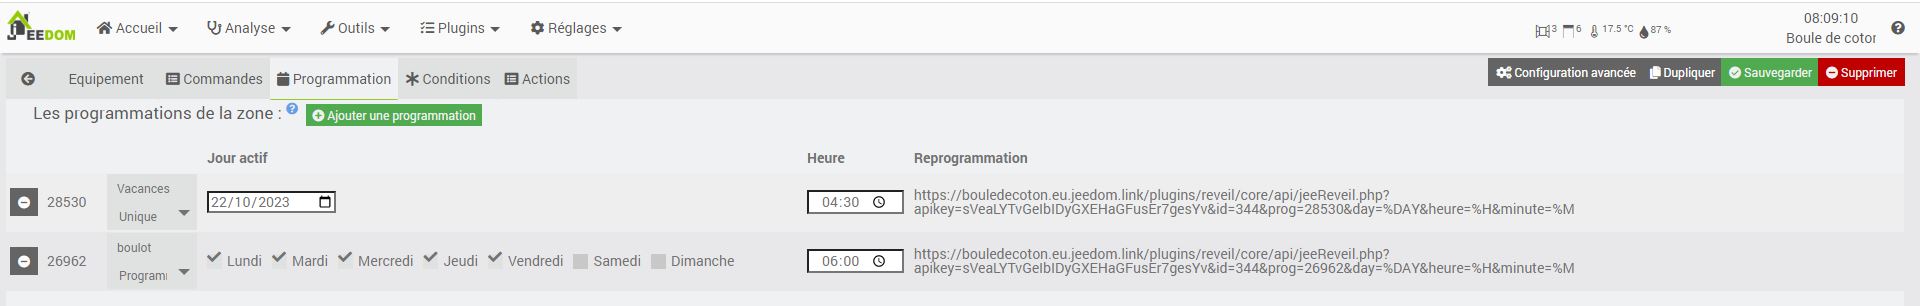 JEEDOM Accueil Analyse Outils Plugins Réglages 3 6 17.5 °C 87 % 08:09:10
Boule de coton
Equipement Commandes Programmation Conditions Actions Configuration avancée Dupliquer Sauvegarder Supprimer
Les programmations de la zone : ? Ajouter une programmation
Jour actif Heure Reprogrammation
28530 Vacances Unique 22/10/2023 04:30 https://bouledecoton.eu.jeedom.link/plugins/reveil/core/api/jeeReveil.php?
apikey=sVeaLYTvGeIbIDyGXEHaGFusEr7gesYv&id=344&prog=28530&day=%DAY&heure=%H&minute=%M
26962 boulot Program Lundi Mardi Mercredi Jeudi Vendredi Samedi Dimanche 06:00 https://bouledecoton.eu.jeedom.link/plugins/reveil/core/api/jeeReveil.php?
apikey=sVeaLYTvGeIbIDyGXEHaGFusEr7gesYv&id=344&prog=26962&day=%DAY&heure=%H&minute=%M